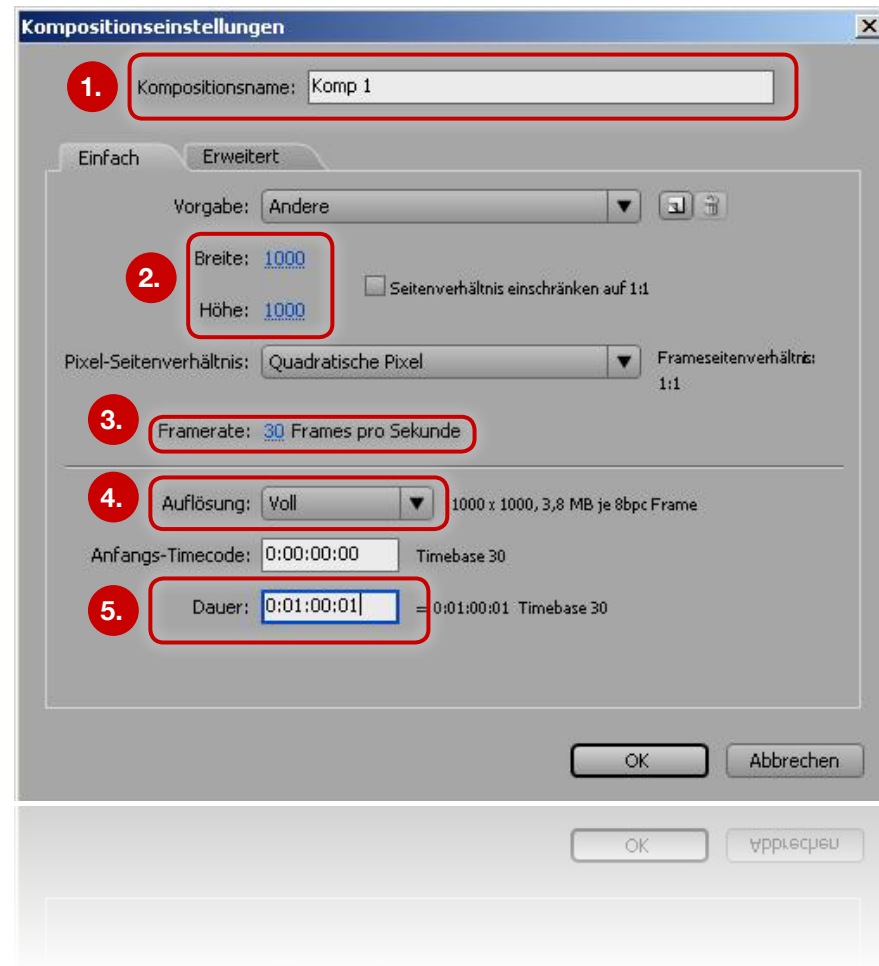 Kompositionseinstellungen
1.
Kompositionsname: Komp 1
Einfach Erweitert
Vorgabe: Andere
2.
Breite: 1000
Seitenverhältnis einschränken auf 1:1
Höhe: 1000
Pixel-Seitenverhältnis: Quadratische Pixel
Frameseitenverhältnis:
1:1
3.
Framerate: 30 Frames pro Sekunde
4.
Auflösung: Voll 1000 x 1000, 3,8 MB je 8bpc Frame
Anfangs-Timecode: 0:00:00:00 Timebase 30
5.
Dauer: 0:01:00:01 = 0:01:00:01 Timebase 30
OK Abbrechen
OK Abbrechen